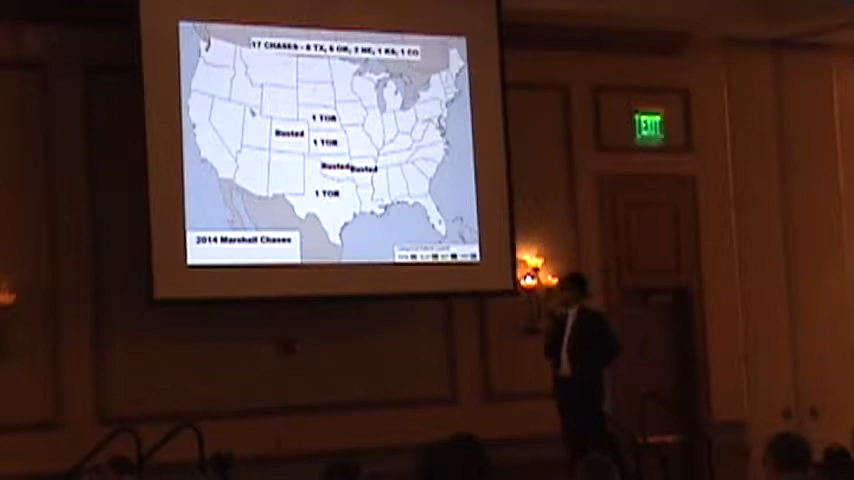 17 CHASES - 8 TX, 5 OK, 2 NE, 1 KS, 1 CO
1 TOR
Busted
1 TOR
Busted
Busted
1 TOR
2014 Marshall Chases
EXIT